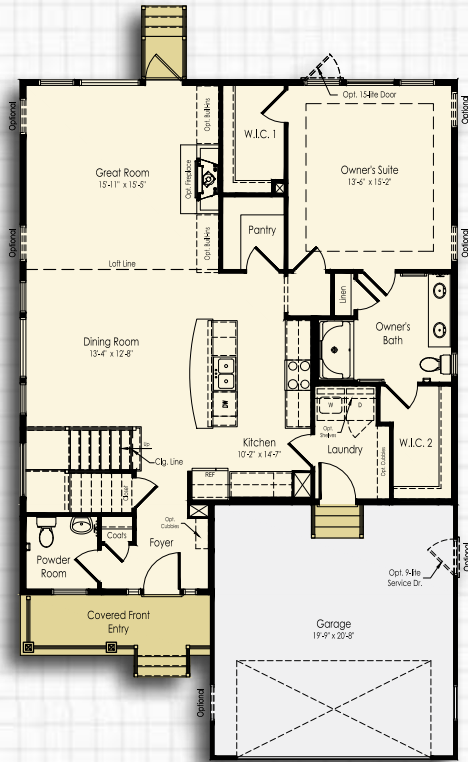 Optional
Opt. 15-lite Door
Optional
Opt. Built-Ins
W.I.C. 1
Great Room
15'-11" x 15'-5"
Opt. Fireplace
Owner's Suite
13'-6" x 15'-2"
Optional
Opt. Built-Ins
Pantry
Optional
Loft Line
Linen
Owner's
Bath
Dining Room
13'-4" x 12'-8"
DW
W
D
Opt.
Shelves
Up
Clg. Line
Kitchen
10'-2" x 14'-7"
Laundry
Opt. Cubbies
W.I.C. 2
REF
Coats
Opt.
Cubbies
Foyer
Powder
Room
Opt. 9-lite
Service Dr.
Optional
Covered Front
Entry
Garage
19'-9" x 20'-8"
Optional